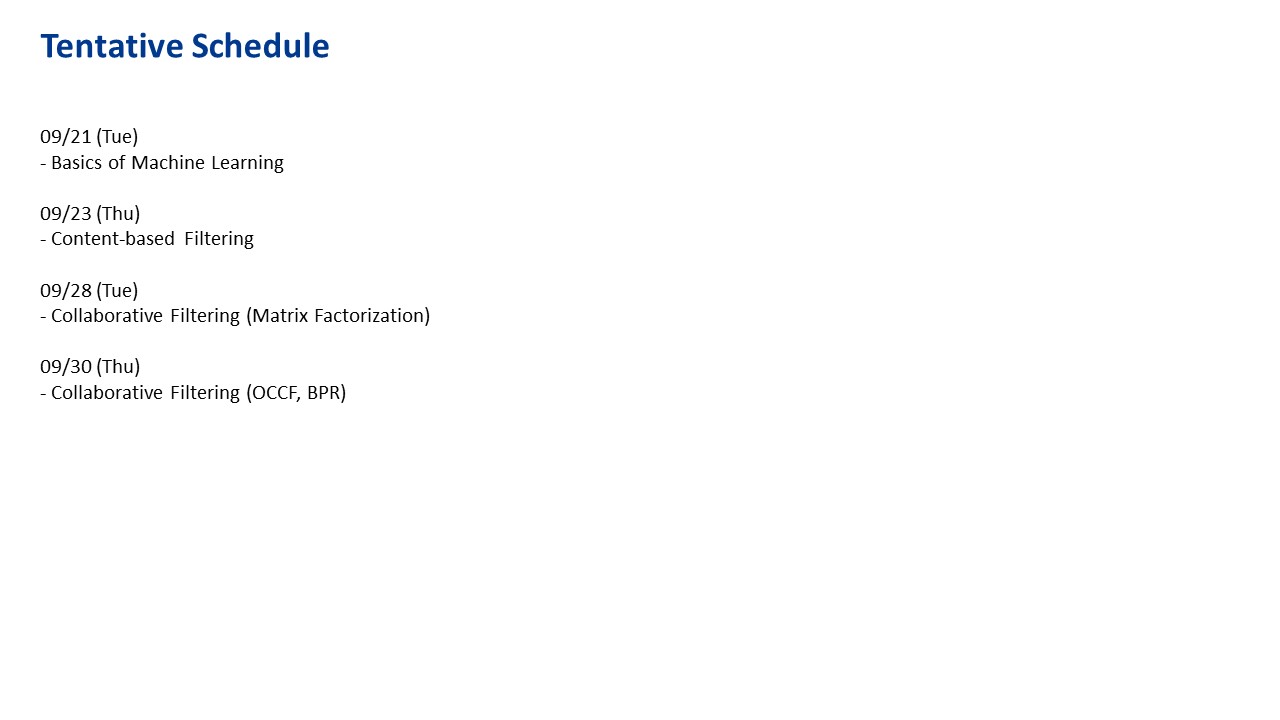 Tentative Schedule
09/21 (Tue)
- Basics of Machine Learning
09/23 (Thu)
- Content-based Filtering
09/28 (Tue)
- Collaborative Filtering (Matrix Factorization)
09/30 (Thu)
- Collaborative Filtering (OCCF, BPR)